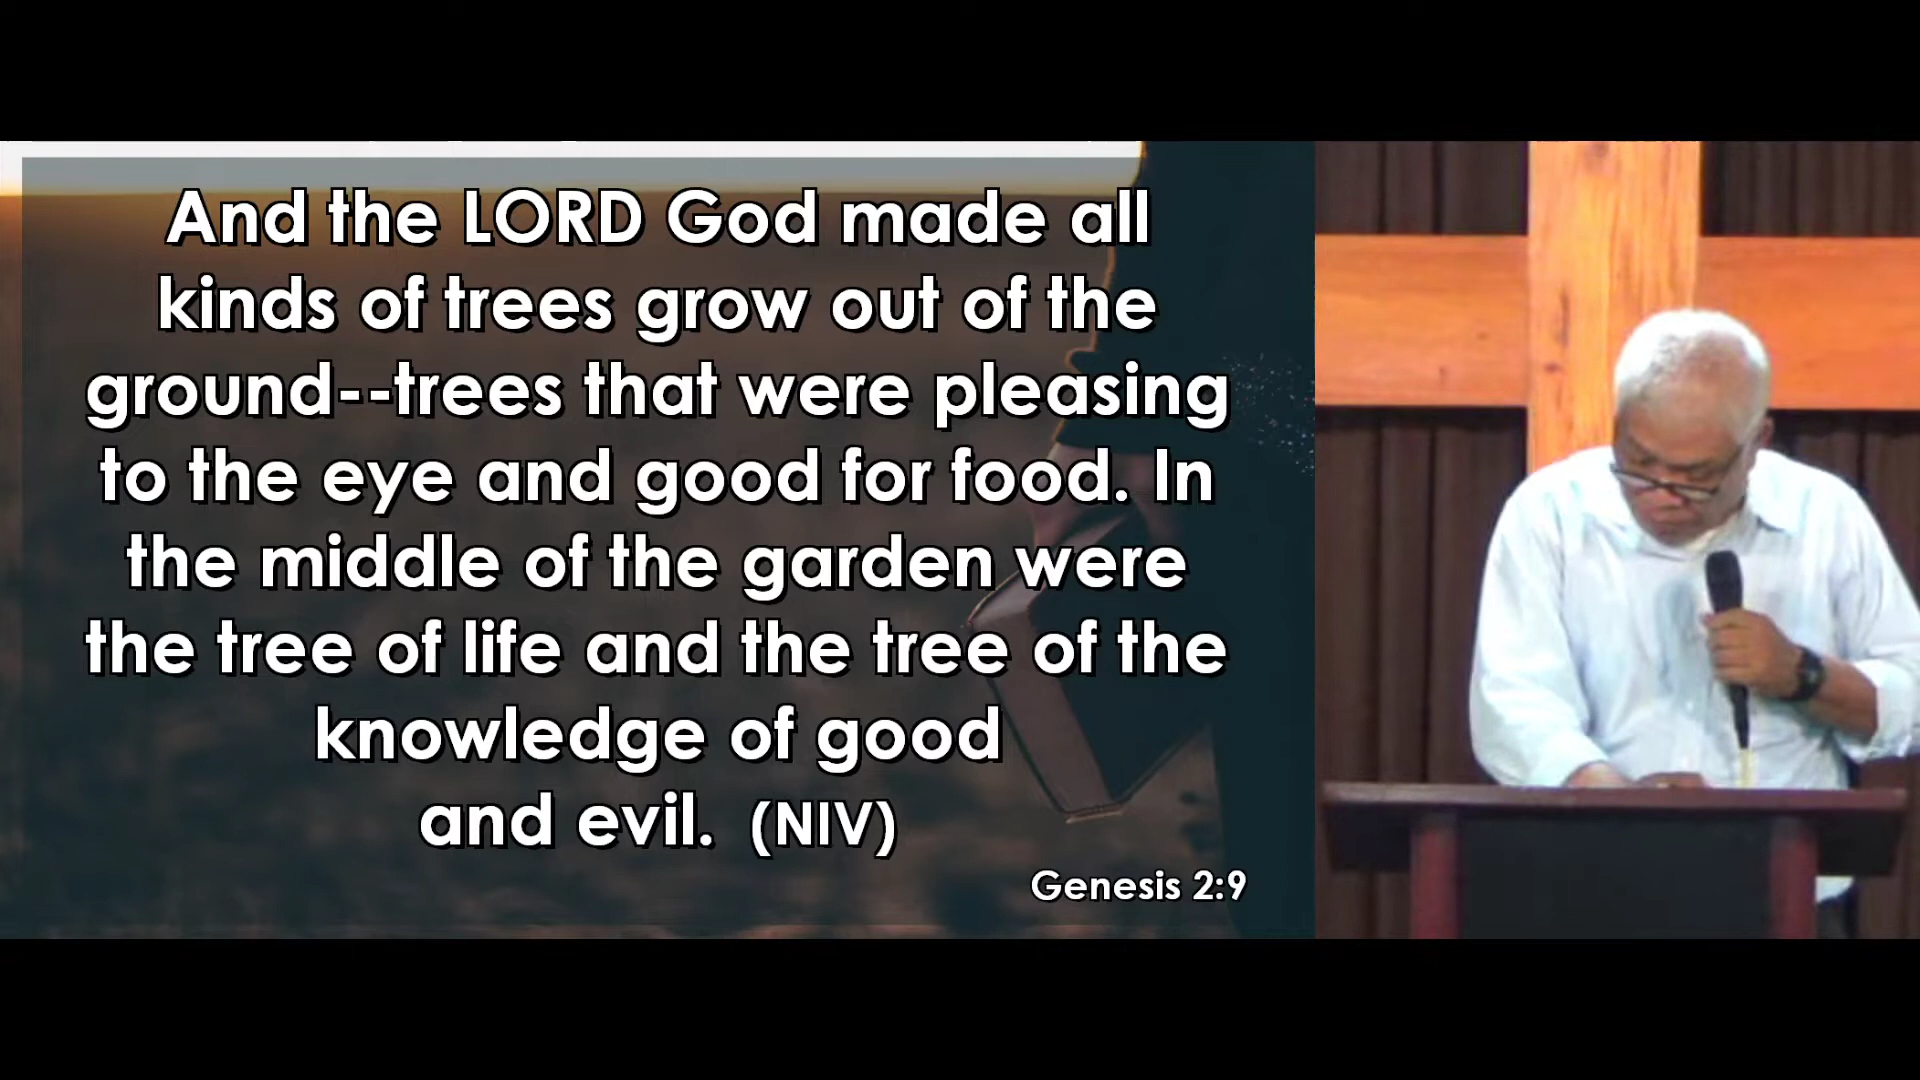 And the LORD God made all
kinds of trees grow out of the
ground--trees that were pleasing
to the eye and good for food. In
the middle of the garden were
the tree of life and the tree of the
knowledge of good
and evil. (NIV)
Genesis 2:9